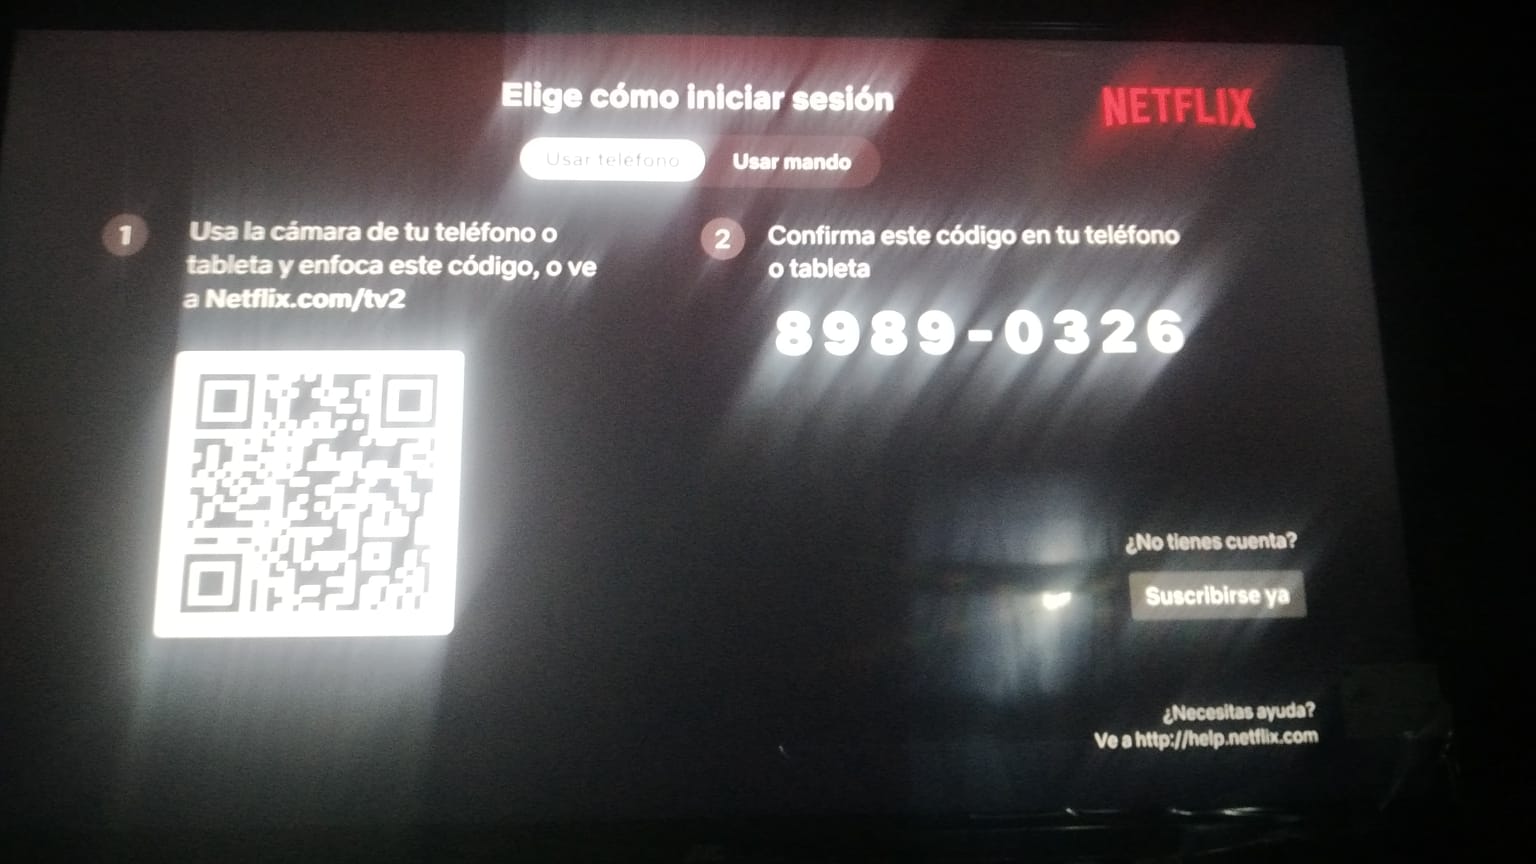 Elige cómo iniciar sesión
NETFLIX
Usar teléfono
Usar mando
1
Usa la cámara de tu teléfono o
tableta y enfoca este código, o ve
a Netflix.com/tv2
2
Confirma este código en tu teléfono
o tableta
8989-0326
¿No tienes cuenta?
Suscribirse ya
¿Necesitas ayuda?
Ve a http://help.netflix.com